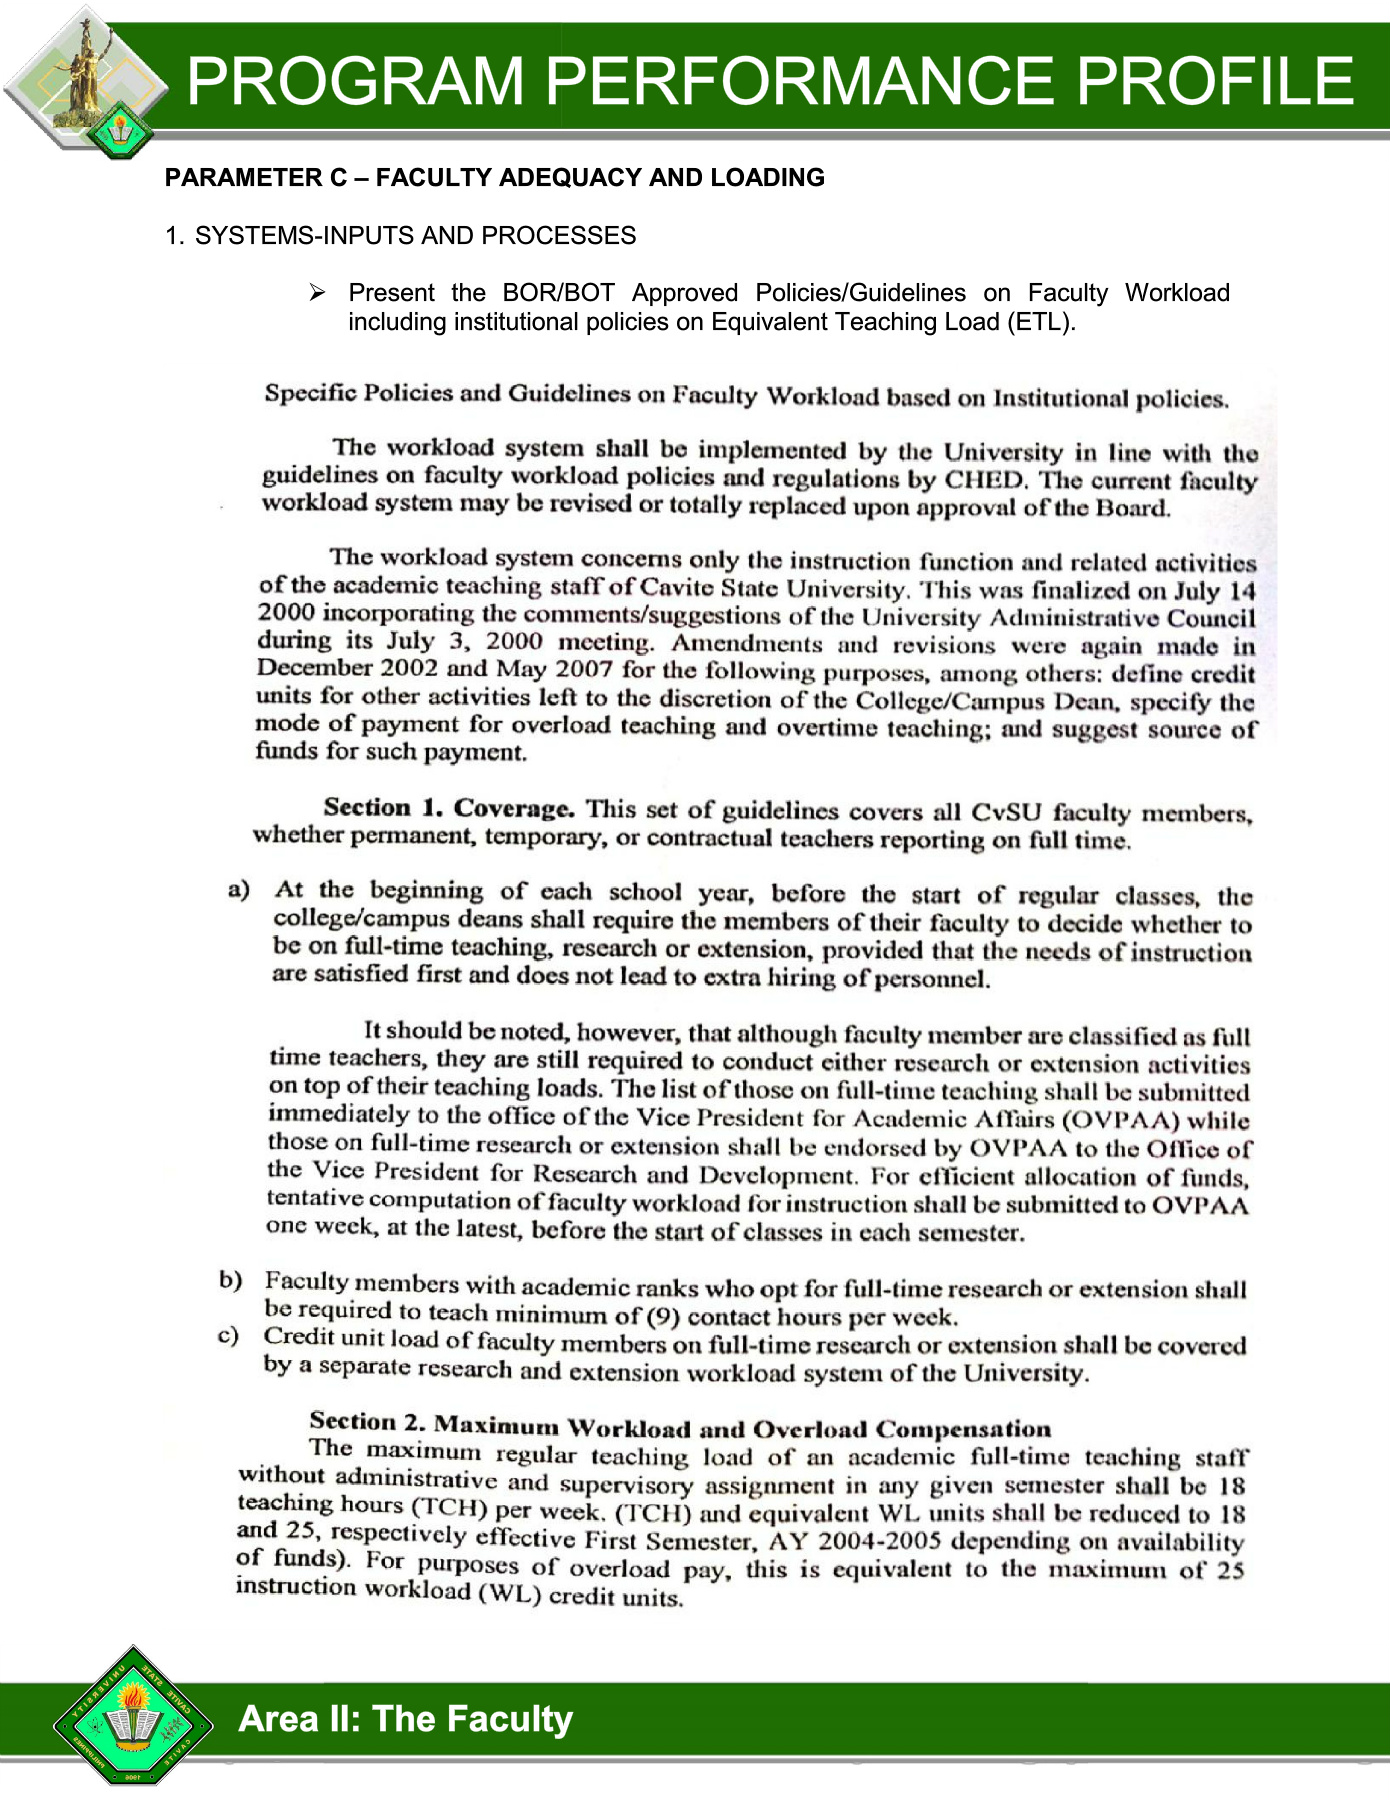 PROGRAM PERFORMANCE PROFILE
PARAMETER C – FACULTY ADEQUACY AND LOADING
1. SYSTEMS-INPUTS AND PROCESSES
➢ Present the BOR/BOT Approved Policies/Guidelines on Faculty Workload
including institutional policies on Equivalent Teaching Load (ETL).
Specific Policies and Guidelines on Faculty Workload based on Institutional policies.
The workload system shall be implemented by the University in line with the
guidelines on faculty workload policies and regulations by CHED. The current faculty
workload system may be revised or totally replaced upon approval of the Board.
The workload system concerns only the instruction function and related activities
of the academic teaching staff of Cavite State University. This was finalized on July 14
2000 incorporating the comments/suggestions of the University Administrative Council
during its July 3, 2000 meeting. Amendments and revisions were again made in
December 2002 and May 2007 for the following purposes, among others: define credit
units for other activities left to the discretion of the College/Campus Dean, specify the
mode of payment for overload teaching and overtime teaching; and suggest source of
funds for such payment.
Section 1. Coverage. This set of guidelines covers all CvSU faculty members,
whether permanent, temporary, or contractual teachers reporting on full time.
a) At the beginning of each school year, before the start of regular classes, the
college/campus deans shall require the members of their faculty to decide whether to
be on full-time teaching, research or extension, provided that the needs of instruction
are satisfied first and does not lead to extra hiring of personnel.
It should be noted, however, that although faculty member are classified as full
time teachers, they are still required to conduct either research or extension activities
on top of their teaching loads. The list of those on full-time teaching shall be submitted
immediately to the office of the Vice President for Academic Affairs (OVPAA) while
those on full-time research or extension shall be endorsed by OVPAA to the Office of
the Vice President for Research and Development. For efficient allocation of funds,
tentative computation of faculty workload for instruction shall be submitted to OVPAA
one week, at the latest, before the start of classes in each semester.
b) Faculty members with academic ranks who opt for full-time research or extension shall
be required to teach minimum of (9) contact hours per week.
c) Credit unit load of faculty members on full-time research or extension shall be covered
by a separate research and extension workload system of the University.
Section 2. Maximum Workload and Overload Compensation
The maximum regular teaching load of an academic full-time teaching staff
without administrative and supervisory assignment in any given semester shall be 18
teaching hours (TCH) per week. (TCH) and equivalent WL units shall be reduced to 18
and 25, respectively effective First Semester, AY 2004-2005 depending on availability
of funds). For purposes of overload pay, this is equivalent to the maximum of 25
instruction workload (WL) credit units.
CAVITE STATE UNIVERSITY
CAVITE
PHILIPPINES
1906
Area II: The Faculty